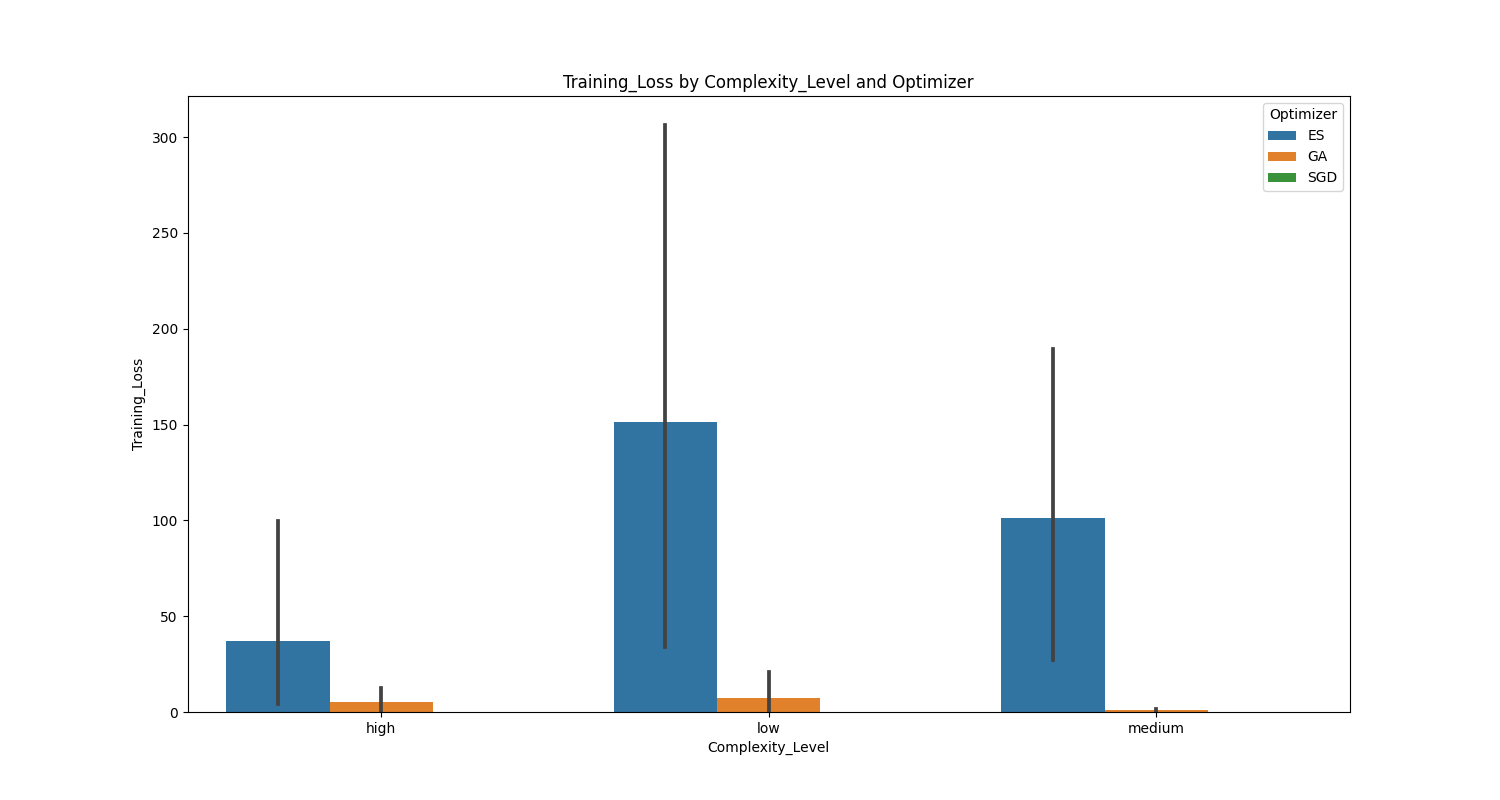 Training_Loss by Complexity_Level and Optimizer
Optimizer
ES
GA
SGD
Training_Loss
300
250
200
150
100
50
0
high
low
medium
Complexity_Level